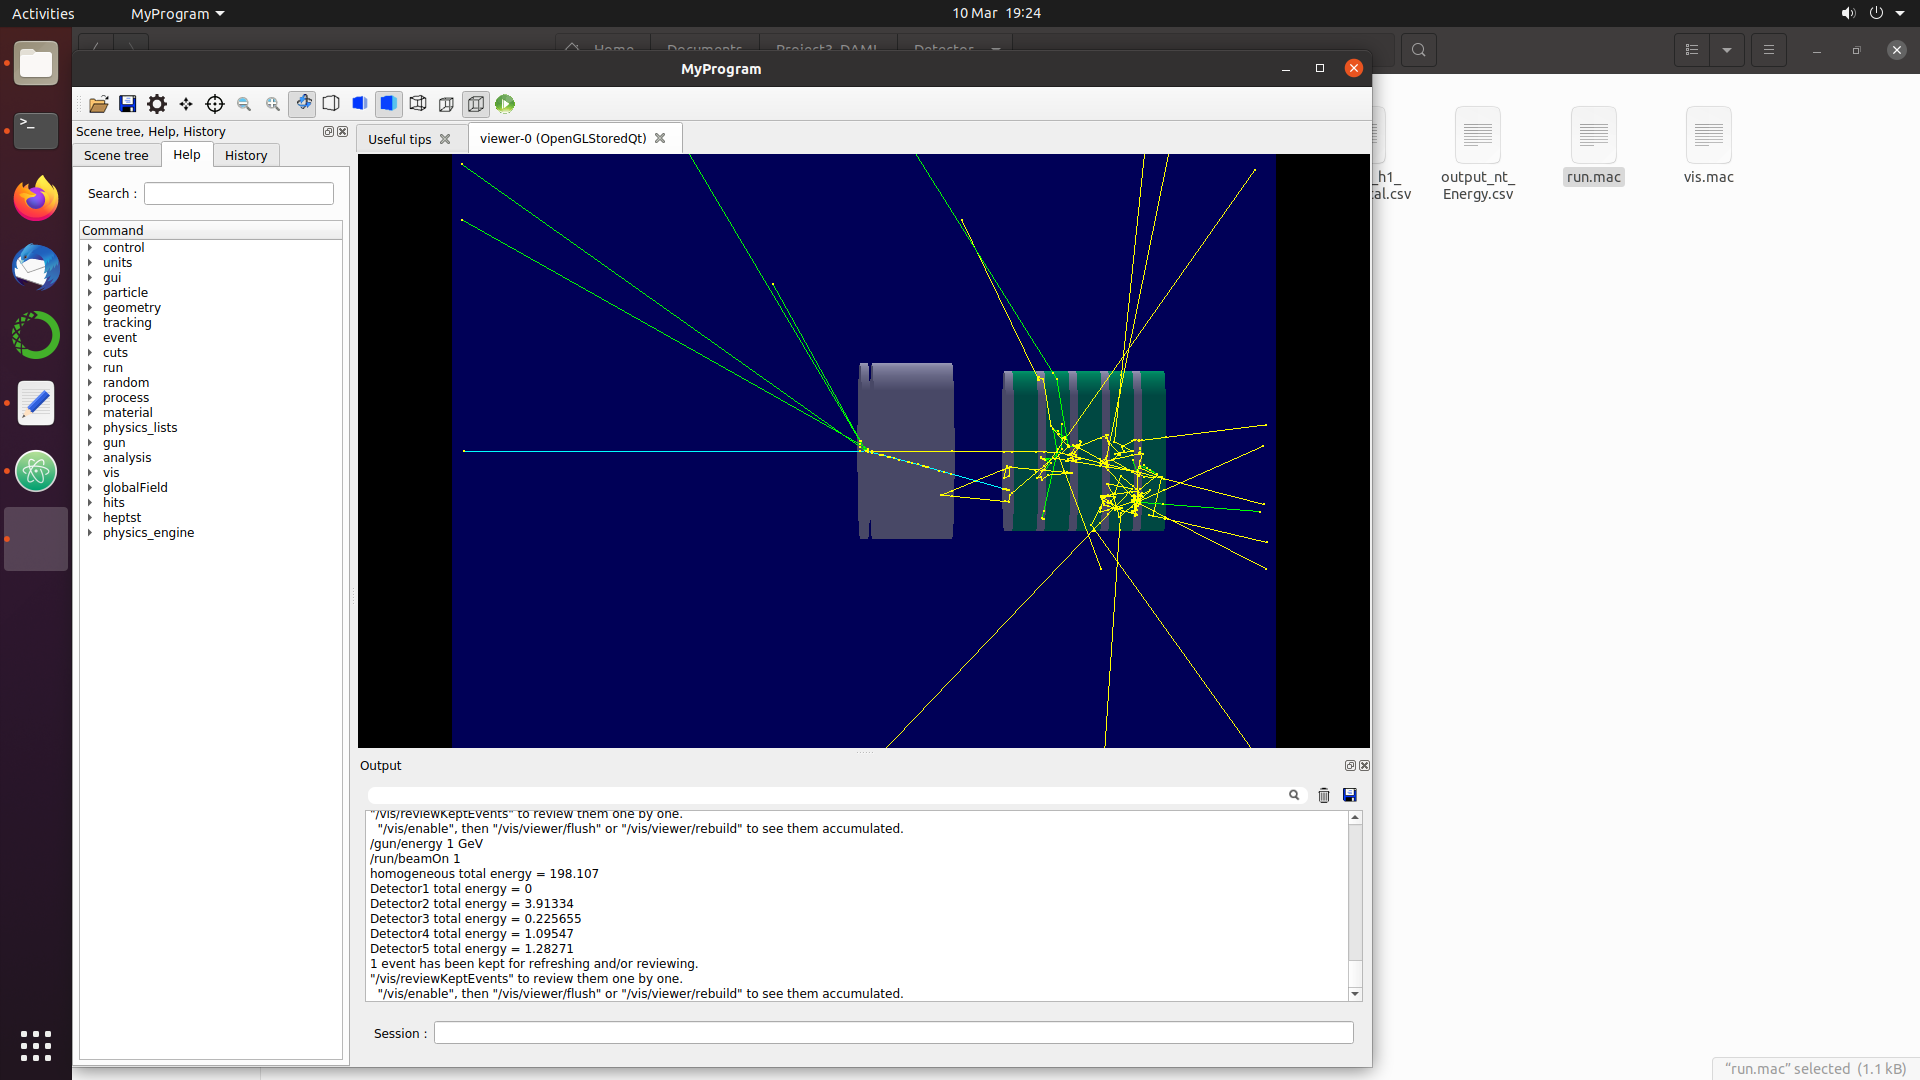 Activities
MyProgram
10 Mar 19:24
Home
Documents
Detector
MyProgram
Scene tree, Help, History
Scene tree
Help
History
Search :
Command
control
units
gui
particle
geometry
tracking
event
cuts
run
random
process
material
physics_lists
gun
analysis
vis
globalField
hits
heptst
physics_engine
Useful tips
viewer-0 (OpenGLStoredQt)
Output
"/vis/reviewKeptEvents" to review them one by one.
"/vis/enable", then "/vis/viewer/flush" or "/vis/viewer/rebuild" to see them accumulated.
/gun/energy 1 GeV
/run/beamOn 1
homogeneous total energy = 198.107
Detector1 total energy = 0
Detector2 total energy = 3.91334
Detector3 total energy = 0.225655
Detector4 total energy = 1.09547
Detector5 total energy = 1.28271
1 event has been kept for refreshing and/or reviewing.
"/vis/reviewKeptEvents" to review them one by one.
"/vis/enable", then "/vis/viewer/flush" or "/vis/viewer/rebuild" to see them accumulated.
Session :
_h1_
output_nt_
Energy.csv
run.mac
vis.mac
"run.mac" selected (1.1 kB)